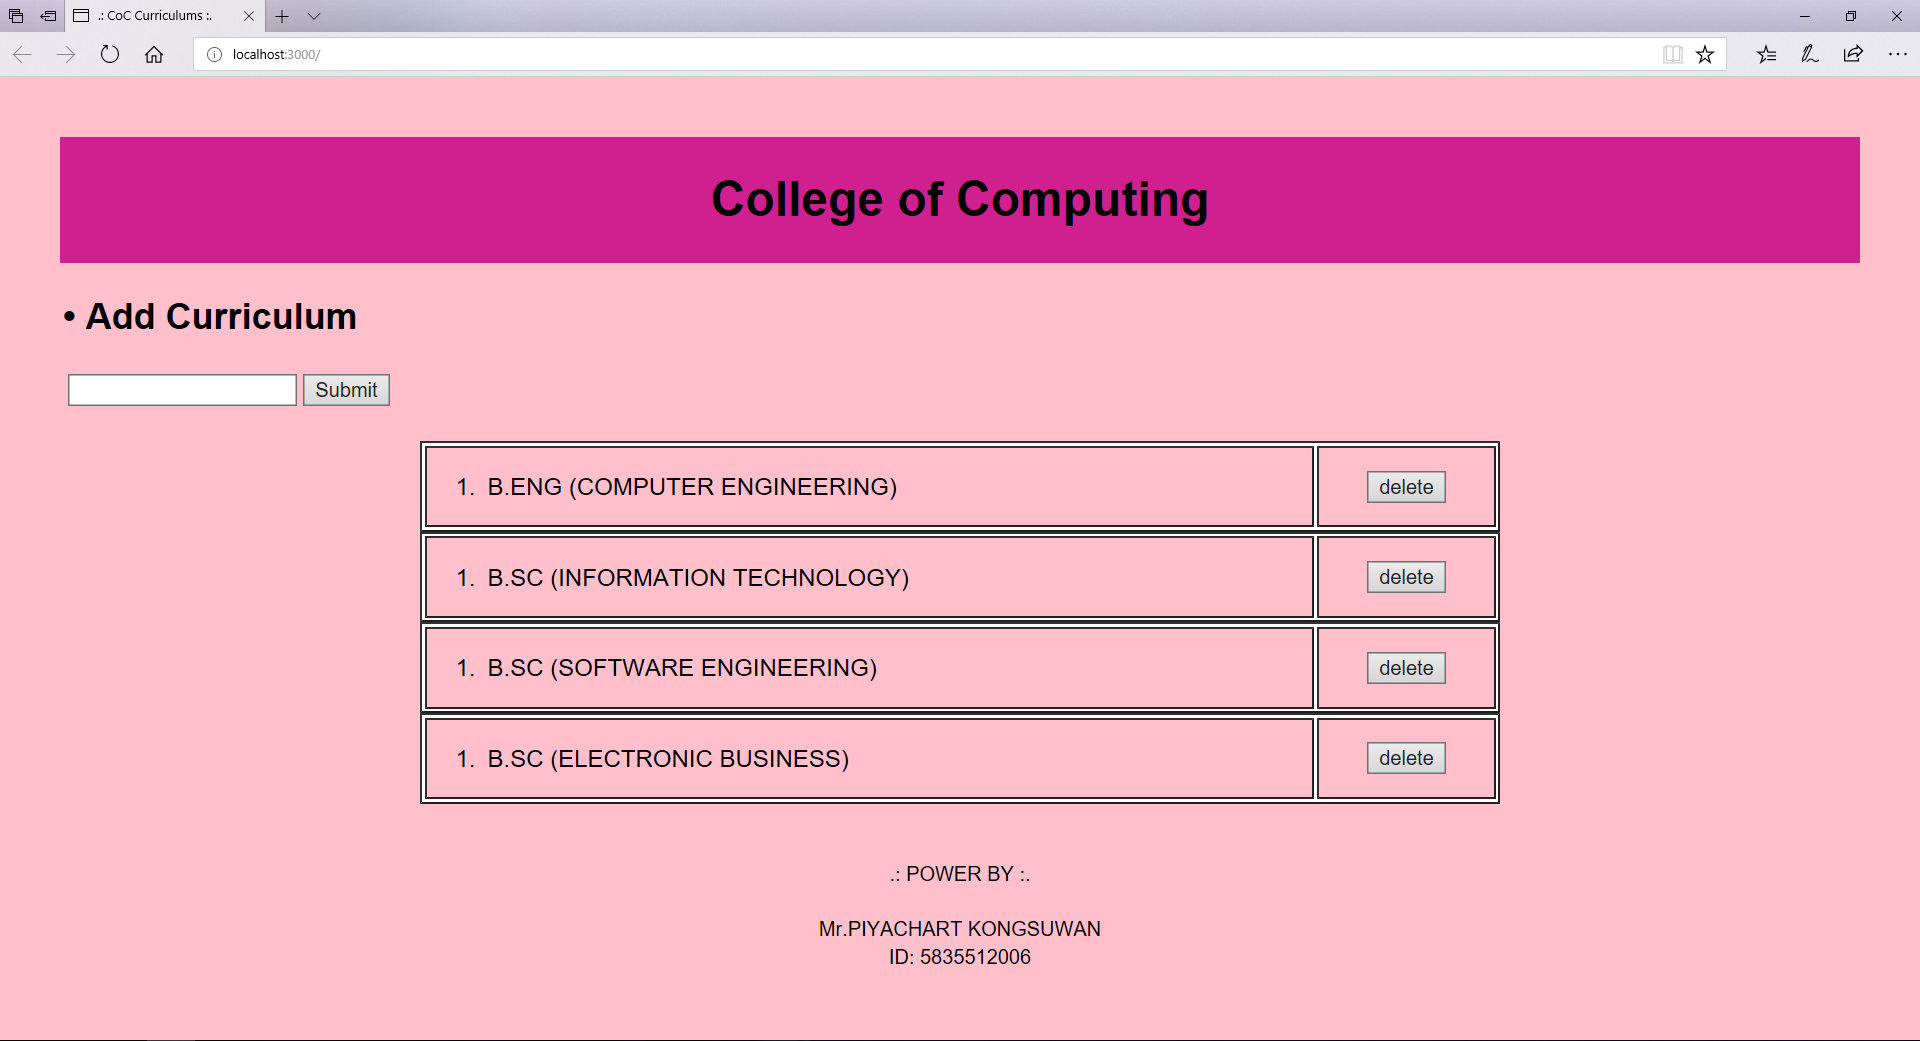 .: CoC Curriculums :.
localhost:3000/
College of Computing
• Add Curriculum
Submit
1. B.ENG (COMPUTER ENGINEERING) delete
1. B.SC (INFORMATION TECHNOLOGY) delete
1. B.SC (SOFTWARE ENGINEERING) delete
1. B.SC (ELECTRONIC BUSINESS) delete
.: POWER BY :.
Mr.PIYACHART KONGSUWAN
ID: 5835512006